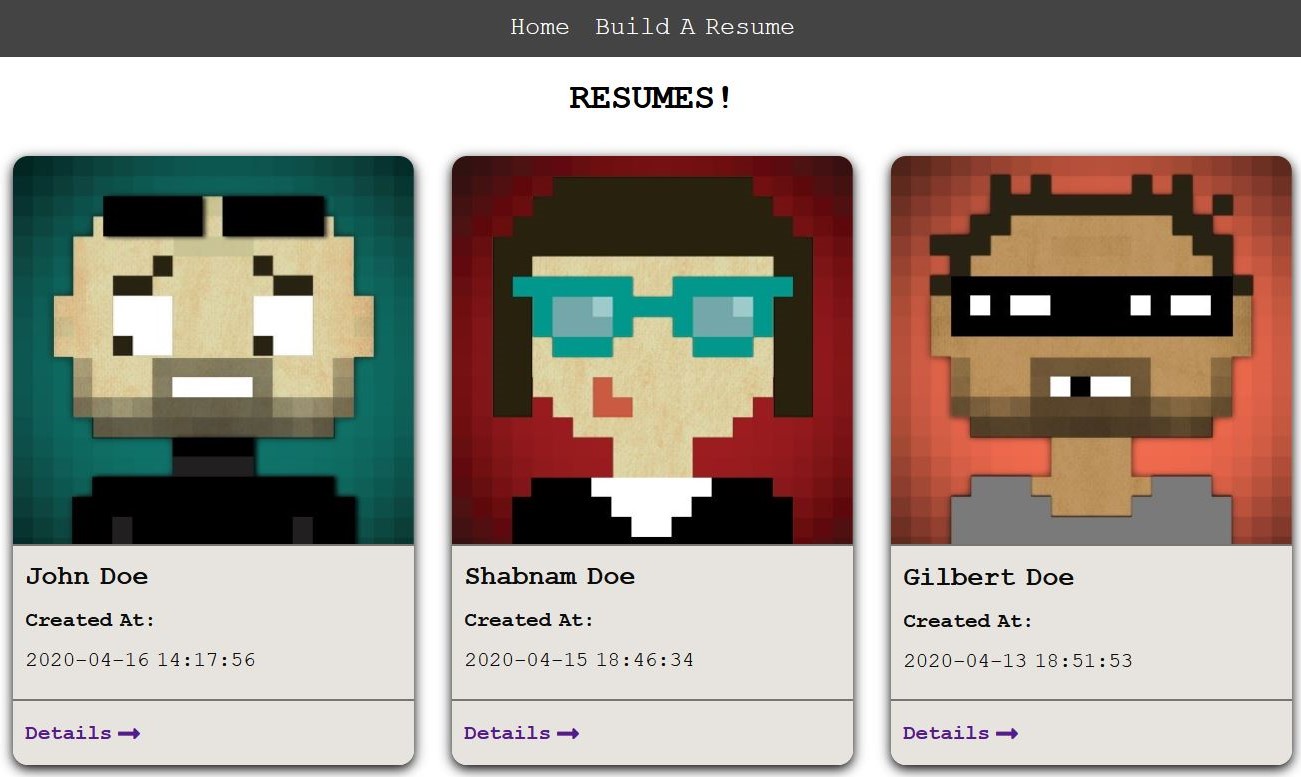 Home Build A Resume
RESUMES!
John Doe
Created At:
2020-04-16 14:17:56
Details
Shabnam Doe
Created At:
2020-04-15 18:46:34
Details
Gilbert Doe
Created At:
2020-04-13 18:51:53
Details